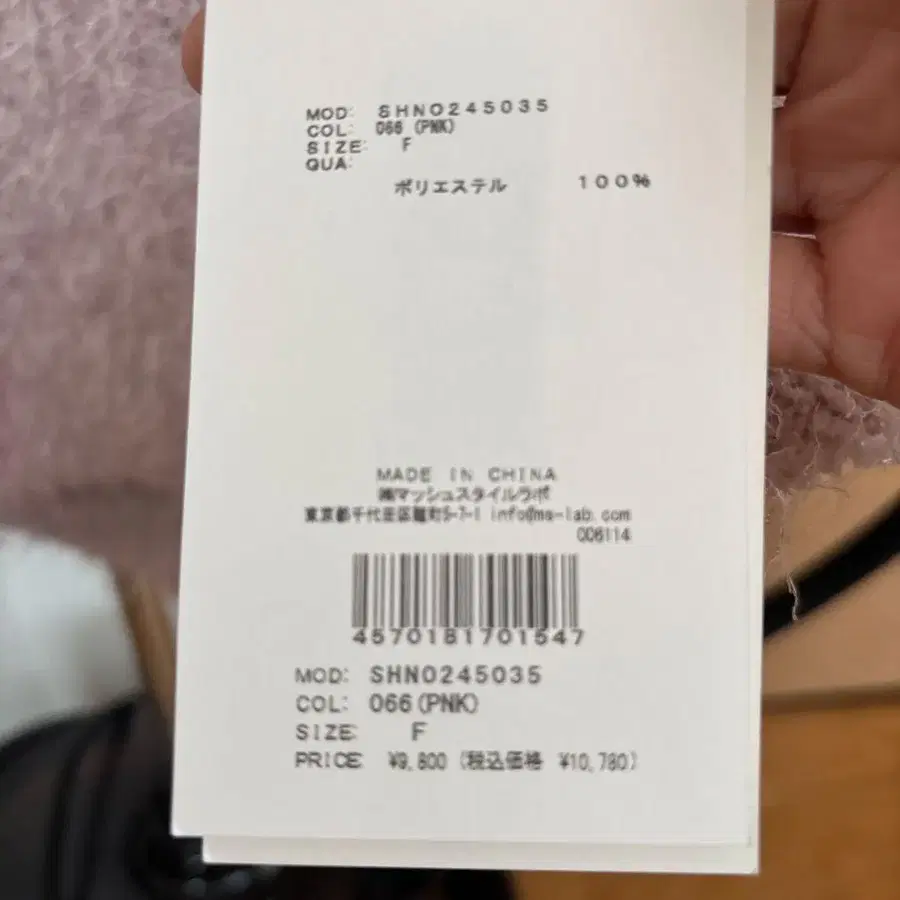 MOD: SHNO245035
COL: 066 (PNK)
SIZE: F
QUA:
ポリエステル 100%
MADE IN CHINA
㈱マッシュスタイルラボ
東京都千代田区麹町5-7-1 info@ms-lab.com
006114
4570181701547
MOD: SHNO245035
COL: 066(PNK)
SIZE: F
PRICE: ¥9,800 (税込価格 ¥10,780)